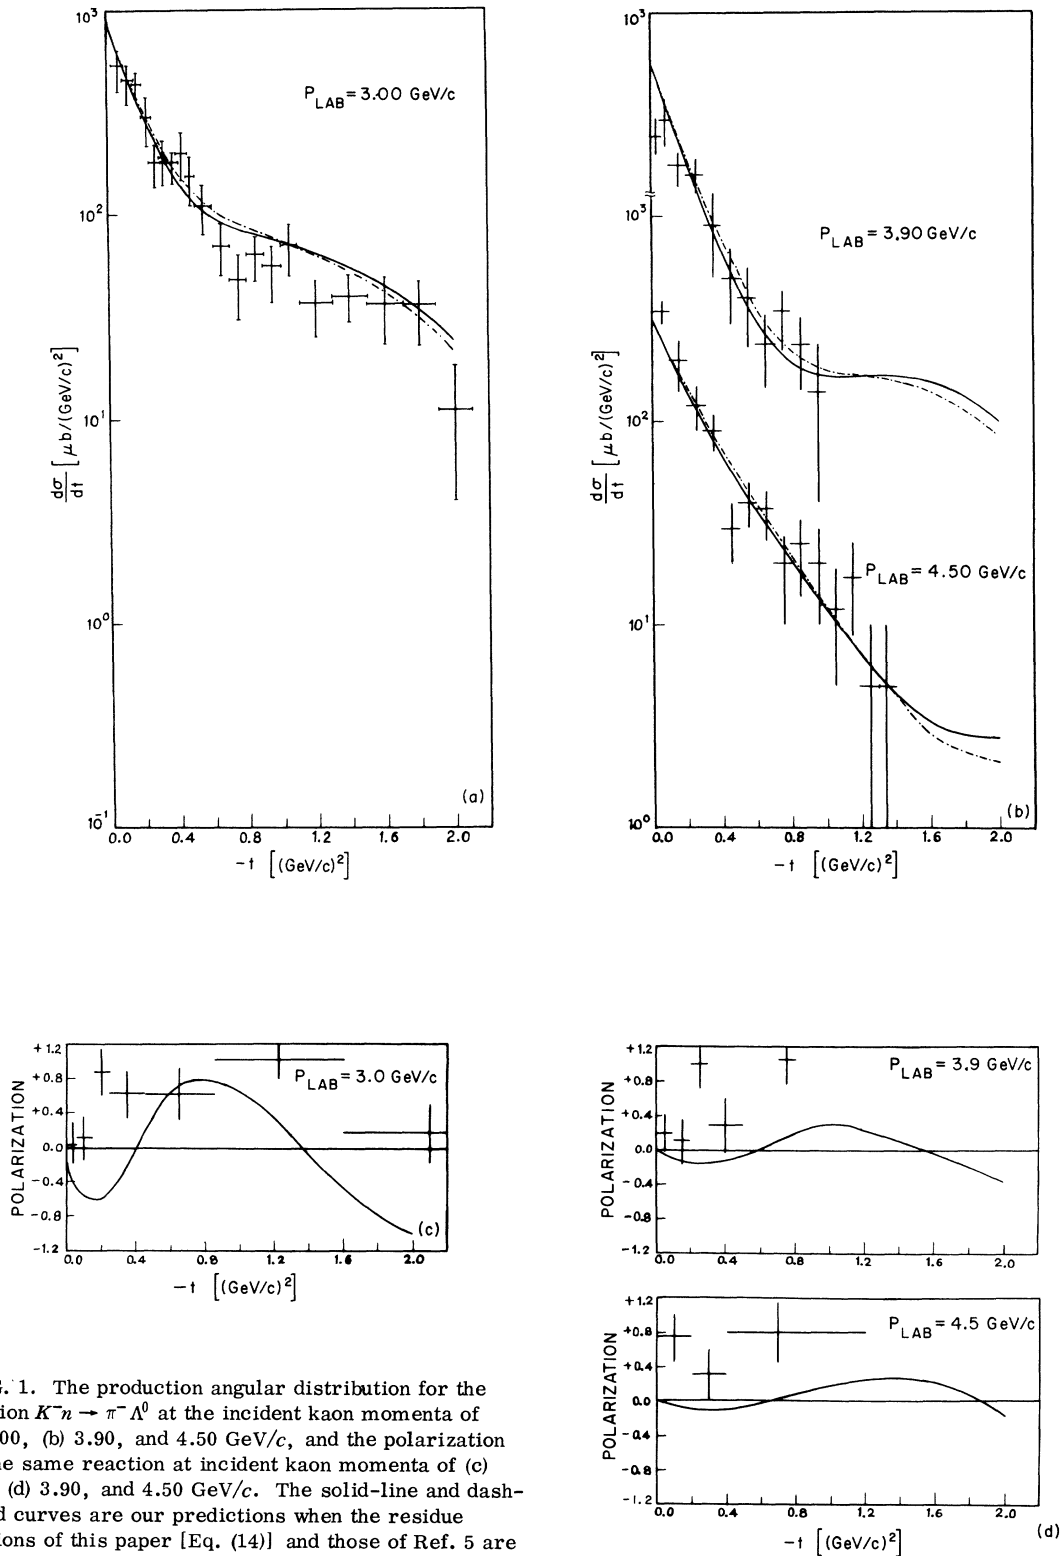 10³
10²
10¹
10⁰
10⁻¹
dσ/dt [μb/(GeV/c)²]
P_LAB = 3.00 GeV/c
(a)
0.0 0.4 0.8 1.2 1.6 2.0
-t [(GeV/c)²]
10³
10³
10²
10¹
10⁰
dσ/dt [μb/(GeV/c)²]
P_LAB = 3.90 GeV/c
P_LAB = 4.50 GeV/c
(b)
0.0 0.4 0.8 1.2 1.6 2.0
-t [(GeV/c)²]
+1.2
+0.8
+0.4
0.0
-0.4
-0.8
-1.2
POLARIZATION
P_LAB = 3.0 GeV/c
(c)
0.0 0.4 0.8 1.2 1.6 2.0
-t [(GeV/c)²]
+1.2
+0.8
+0.4
0.0
-0.4
-0.8
-1.2
POLARIZATION
P_LAB = 3.9 GeV/c
0.0 0.4 0.8 1.2 1.6 2.0
+1.2
+0.8
+0.4
0.0
-0.4
-0.8
-1.2
POLARIZATION
P_LAB = 4.5 GeV/c
0.0 0.4 0.8 1.2 1.6 2.0
-t [(GeV/c)²]
(d)
G. 1. The production angular distribution for the
tion K⁻n → π⁻Λ⁰ at the incident kaon momenta of
00, (b) 3.90, and 4.50 GeV/c, and the polarization
he same reaction at incident kaon momenta of (c)
(d) 3.90, and 4.50 GeV/c. The solid-line and dash-
d curves are our predictions when the residue
ions of this paper [Eq. (14)] and those of Ref. 5 are